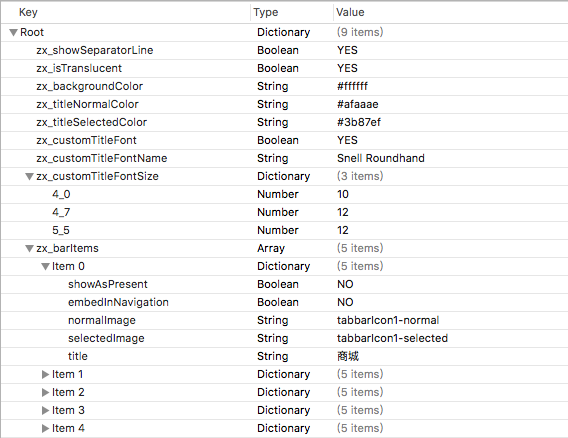 Key Type Value
Root Dictionary (9 items)
zx_showSeparatorLine Boolean YES
zx_isTranslucent Boolean YES
zx_backgroundColor String #ffffff
zx_titleNormalColor String #afaaae
zx_titleSelectedColor String #3b87ef
zx_customTitleFont Boolean YES
zx_customTitleFontName String Snell Roundhand
zx_customTitleFontSize Dictionary (3 items)
4_0 Number 10
4_7 Number 12
5_5 Number 12
zx_barItems Array (5 items)
Item 0 Dictionary (5 items)
showAsPresent Boolean NO
embedInNavigation Boolean NO
normalImage String tabbarIcon1-normal
selectedImage String tabbarIcon1-selected
title String 商城
Item 1 Dictionary (5 items)
Item 2 Dictionary (5 items)
Item 3 Dictionary (5 items)
Item 4 Dictionary (5 items)